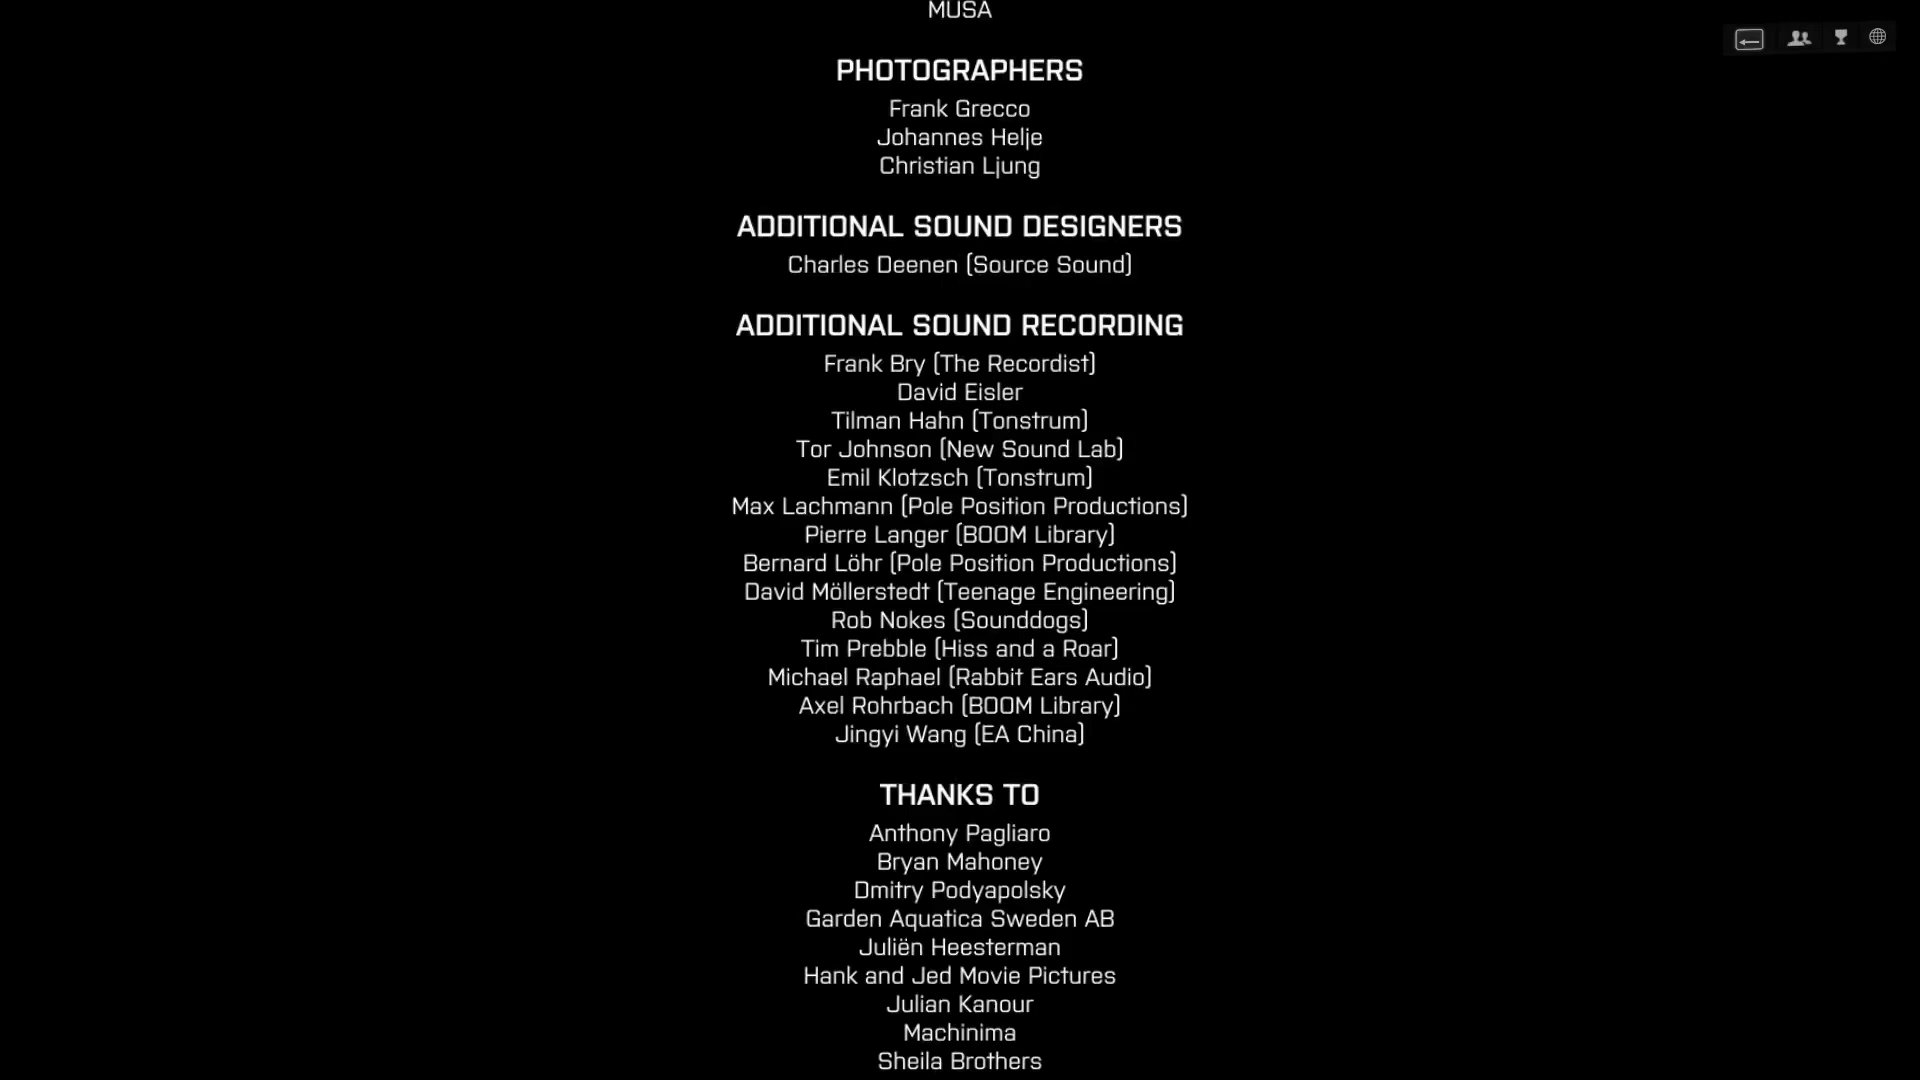 MUSA
PHOTOGRAPHERS
Frank Grecco
Johannes Helje
Christian Ljung
ADDITIONAL SOUND DESIGNERS
Charles Deenen (Source Sound)
ADDITIONAL SOUND RECORDING
Frank Bry (The Recordist)
David Eisler
Tilman Hahn (Tonstrum)
Tor Johnson (New Sound Lab)
Emil Klotzsch (Tonstrum)
Max Lachmann (Pole Position Productions)
Pierre Langer (BOOM Library)
Bernard Löhr (Pole Position Productions)
David Möllerstedt (Teenage Engineering)
Rob Nokes (Sounddogs)
Tim Prebble (Hiss and a Roar)
Michael Raphael (Rabbit Ears Audio)
Axel Rohrbach (BOOM Library)
Jingyi Wang (EA China)
THANKS TO
Anthony Pagliaro
Bryan Mahoney
Dmitry Podyapolsky
Garden Aquatica Sweden AB
Juliën Heesterman
Hank and Jed Movie Pictures
Julian Kanour
Machinima
Sheila Brothers